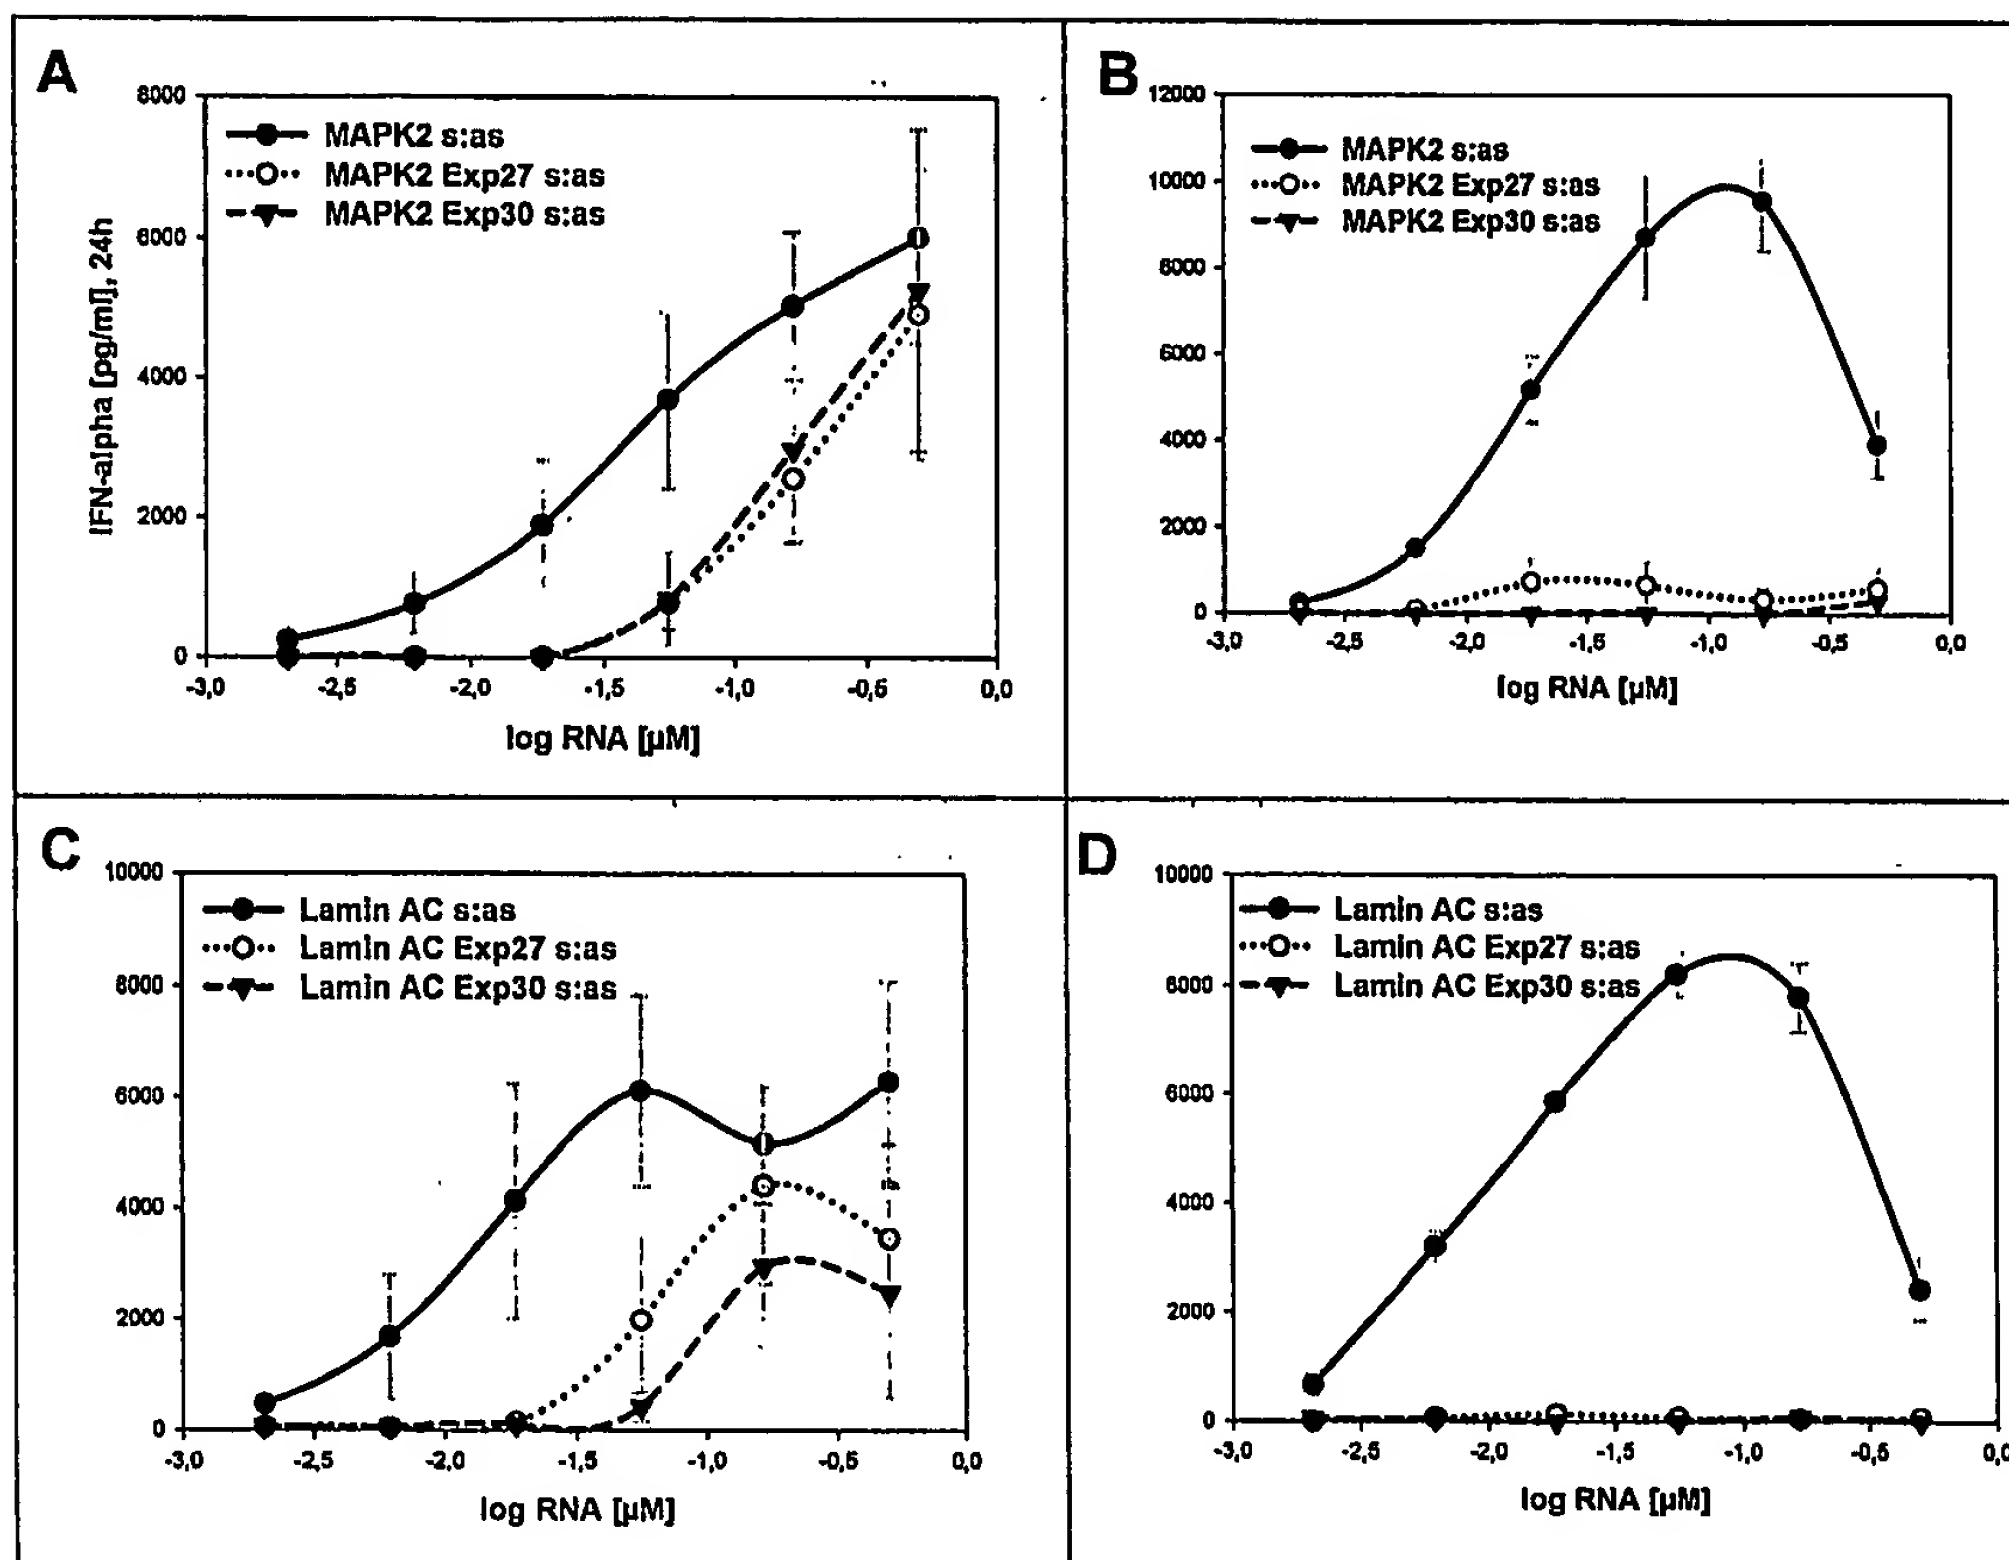 A
8000
6000
4000
2000
0
IFN-alpha [pg/ml], 24h
MAPK2 s:as
MAPK2 Exp27 s:as
MAPK2 Exp30 s:as
-3,0 -2,5 -2,0 -1,5 -1,0 -0,5 0,0
log RNA [µM]
B
12000
10000
8000
6000
4000
2000
0
MAPK2 s:as
MAPK2 Exp27 s:as
MAPK2 Exp30 s:as
-3,0 -2,5 -2,0 -1,5 -1,0 -0,5 0,0
log RNA [µM]
C
10000
8000
6000
4000
2000
0
Lamin AC s:as
Lamin AC Exp27 s:as
Lamin AC Exp30 s:as
-3,0 -2,5 -2,0 -1,5 -1,0 -0,5 0,0
log RNA [µM]
D
10000
8000
6000
4000
2000
0
Lamin AC s:as
Lamin AC Exp27 s:as
Lamin AC Exp30 s:as
-3,0 -2,5 -2,0 -1,5 -1,0 -0,5 0,0
log RNA [µM]